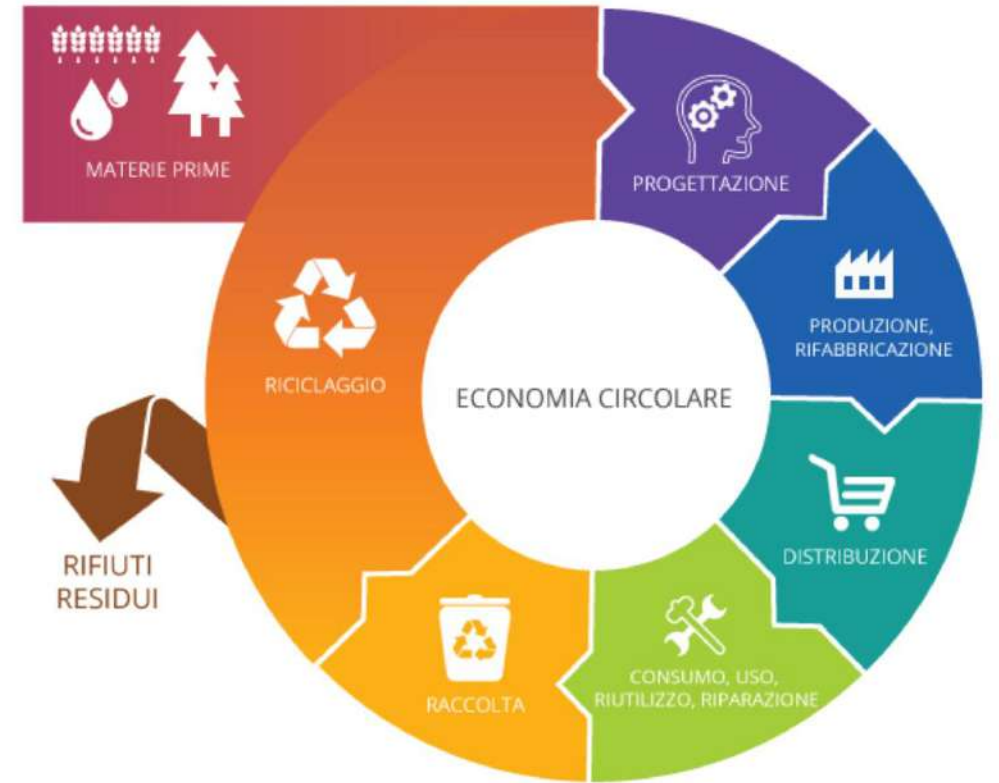 MATERIE PRIME
PROGETTAZIONE
PRODUZIONE,
RIFABBRICAZIONE
RICICLAGGIO
ECONOMIA CIRCOLARE
DISTRIBUZIONE
RIFIUTI
RESIDUI
CONSUMO, USO,
RIUTILIZZO, RIPARAZIONE
RACCOLTA